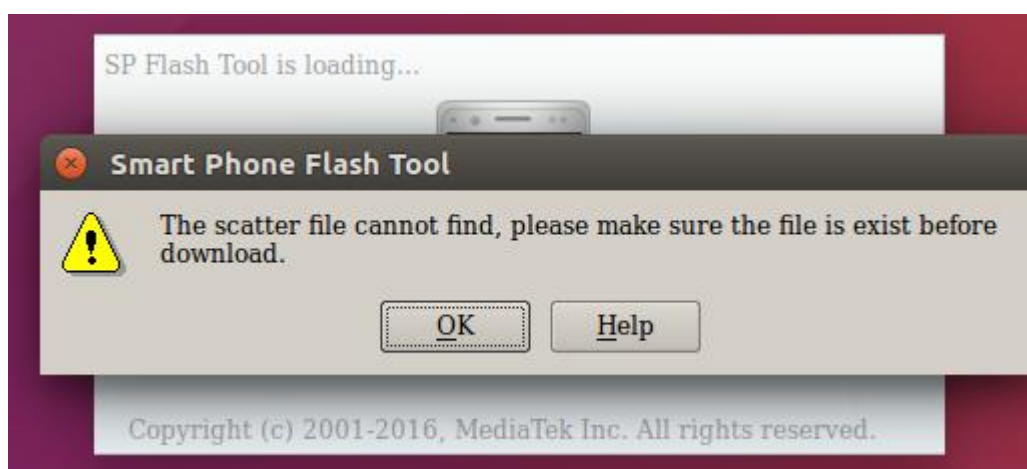 SP Flash Tool is loading...
Smart Phone Flash Tool
The scatter file cannot find, please make sure the file is exist before
download.
OK
Help
Copyright (c) 2001-2016, MediaTek Inc. All rights reserved.